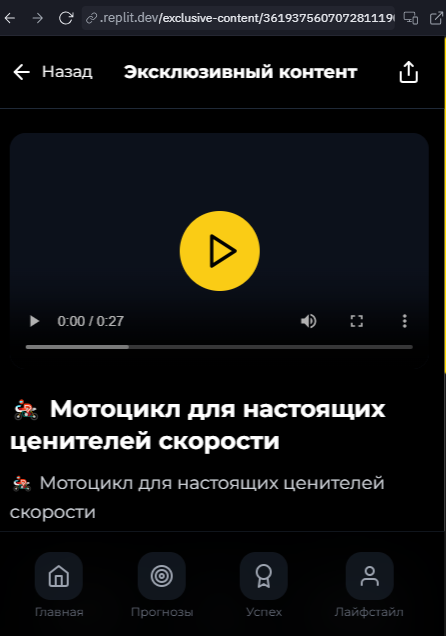 .replit.dev/exclusive-content/36193756070728111190
Назад
Эксклюзивный контент
0:00 / 0:27
🏍️ Мотоцикл для настоящих
ценителей скорости
🏍️ Мотоцикл для настоящих ценителей
скорости
Главная
Прогнозы
Успех
Лайфстайл